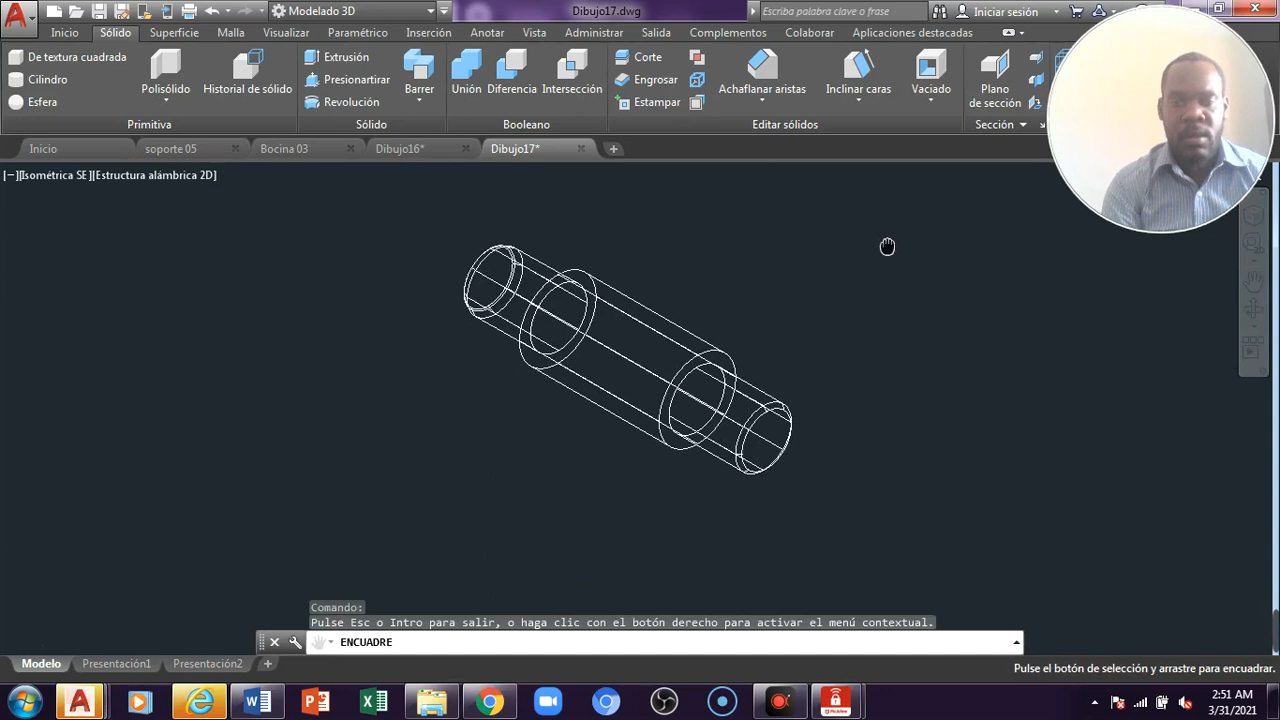 Modelado 3D
Dibujo17.dwg
Escriba palabra clave o frase
Iniciar sesión
Inicio
Sólido
Superficie
Malla
Visualizar
Paramétrico
Inserción
Anotar
Vista
Administrar
Salida
Complementos
Colaborar
Aplicaciones destacadas
De textura cuadrada
Cilindro
Esfera
Polisólido
Historial de sólido
Primitiva
Extrusión
Presionartirar
Revolución
Barrer
Sólido
Unión
Diferencia
Intersección
Booleano
Corte
Engrosar
Estampar
Achaflanar aristas
Inclinar caras
Vaciado
Editar sólidos
Plano
de sección
Sección
Inicio
soporte 05
Bocina 03
Dibujo16*
Dibujo17*
[−][Isométrica SE][Estructura alámbrica 2D]
Comando:
Pulse Esc o Intro para salir, o haga clic con el botón derecho para activar el menú contextual.
ENCUADRE
Modelo
Presentación1
Presentación2
Pulse el botón de selección y arrastre para encuadrar.
2:51 AM
3/31/2021